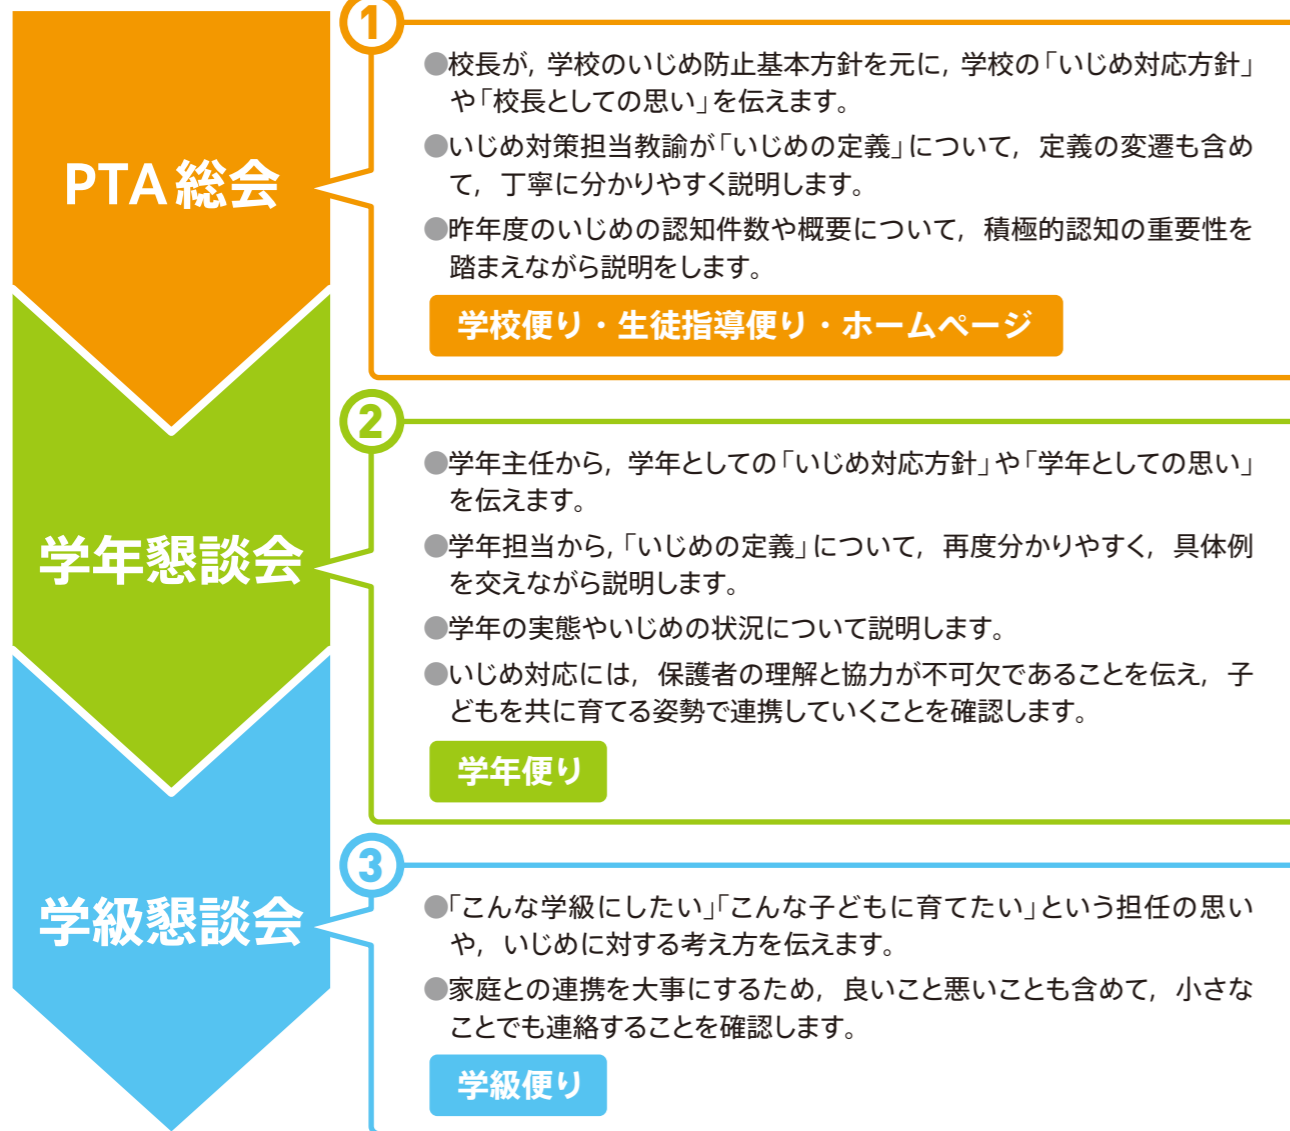 PTA総会
①
●校長が，学校のいじめ防止基本方針を元に，学校の「いじめ対応方針」
や「校長としての思い」を伝えます。
●いじめ対策担当教諭が「いじめの定義」について，定義の変遷も含め
て，丁寧に分かりやすく説明します。
●昨年度のいじめの認知件数や概要について，積極的認知の重要性を
踏まえながら説明をします。
学校便り・生徒指導便り・ホームページ
学年懇談会
②
●学年主任から，学年としての「いじめ対応方針」や「学年としての思い」
を伝えます。
●学年担当から，「いじめの定義」について，再度分かりやすく，具体例
を交えながら説明します。
●学年の実態やいじめの状況について説明します。
●いじめ対応には，保護者の理解と協力が不可欠であることを伝え，子
どもを共に育てる姿勢で連携していくことを確認します。
学年便り
学級懇談会
③
●「こんな学級にしたい」「こんな子どもに育てたい」という担任の思い
や，いじめに対する考え方を伝えます。
●家庭との連携を大事にするため，良いこと悪いことも含めて，小さな
ことでも連絡することを確認します。
学級便り